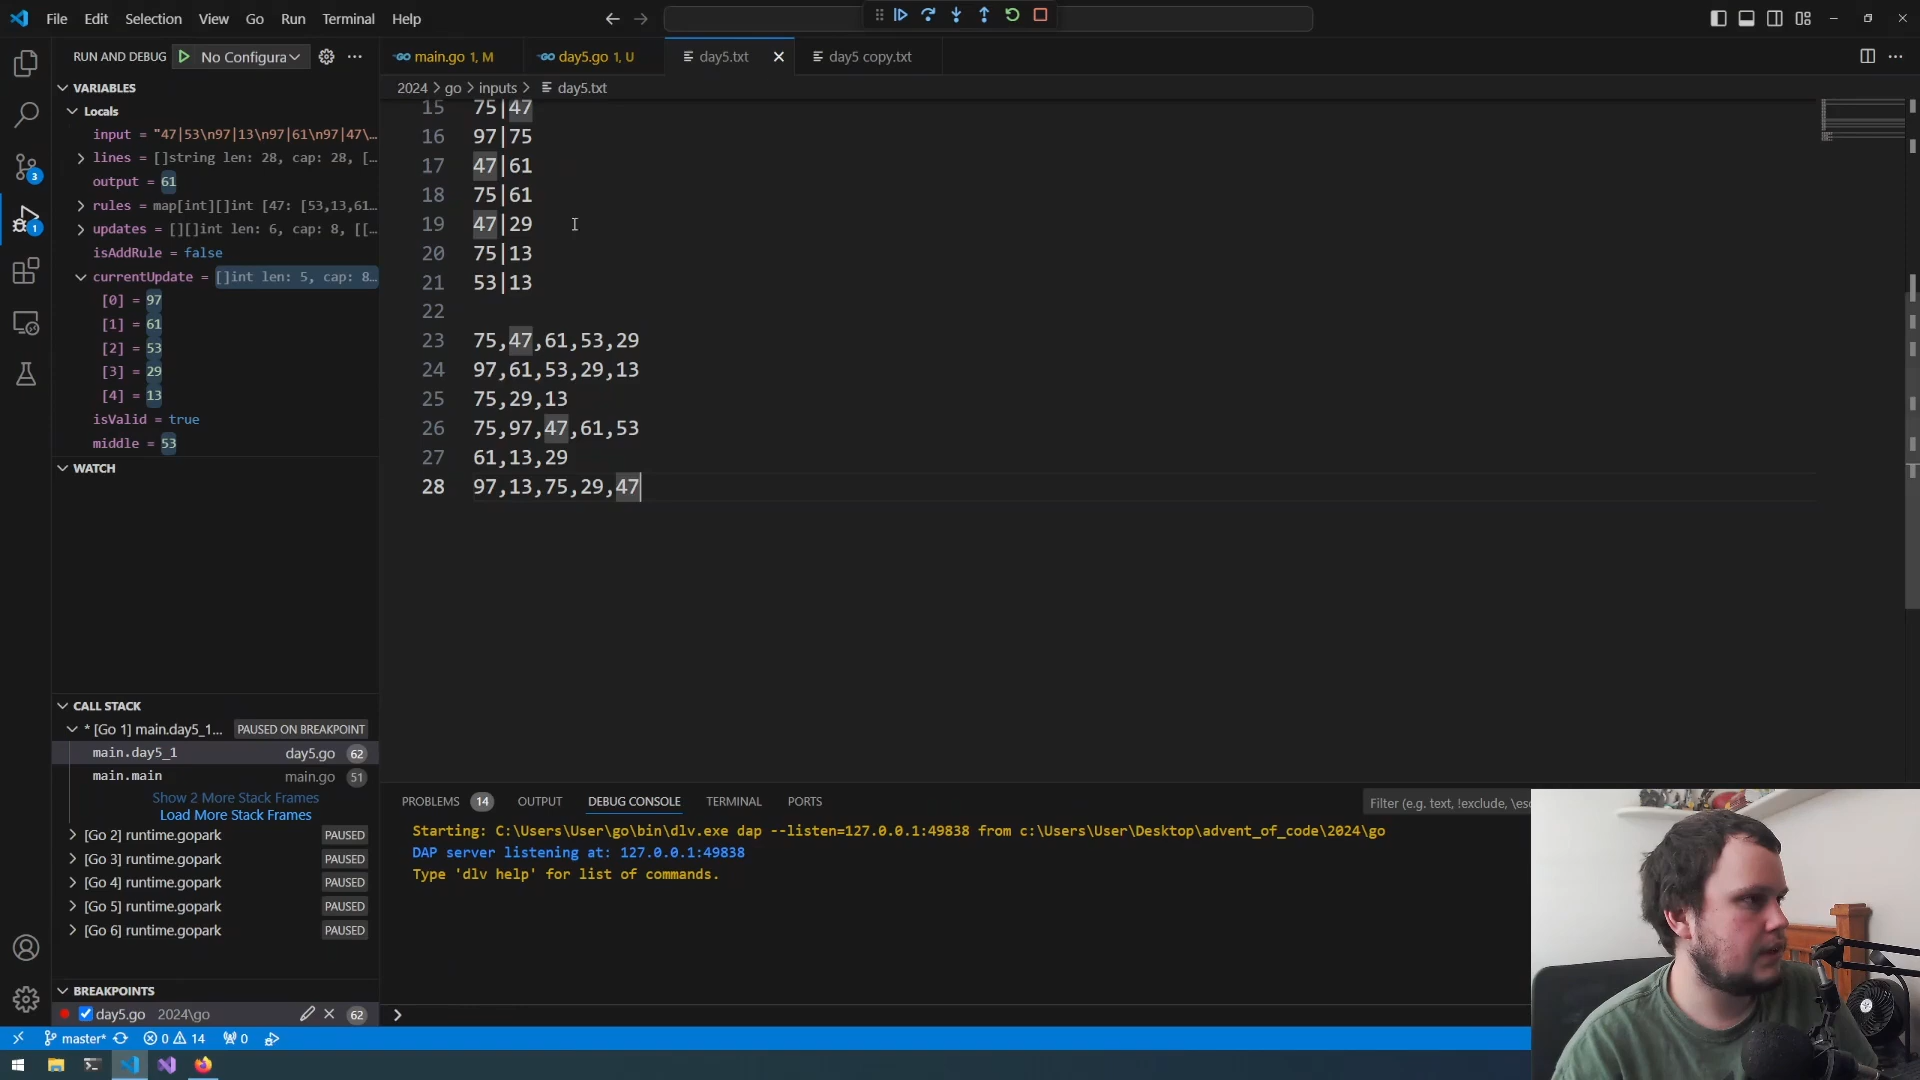 File Edit Selection View Go Run Terminal Help
RUN AND DEBUG No Configura
main.go 1, M
day5.go 1, U
day5.txt
day5 copy.txt
2024 > go > inputs > day5.txt
VARIABLES
Locals
input = "47|53\n97|13\n97|61\n97|47\…
lines = []string len: 28, cap: 28, […
output = 61
rules = map[int][]int [47: [53,13,61…
updates = [][]int len: 6, cap: 8, [[…
isAddRule = false
currentUpdate = []int len: 5, cap: 8…
[0] = 97
[1] = 61
[2] = 53
[3] = 29
[4] = 13
isValid = true
middle = 53
WATCH
CALL STACK
* [Go 1] main.day5_1... PAUSED ON BREAKPOINT
main.day5_1 day5.go 62
main.main main.go 51
Show 2 More Stack Frames
Load More Stack Frames
[Go 2] runtime.gopark PAUSED
[Go 3] runtime.gopark PAUSED
[Go 4] runtime.gopark PAUSED
[Go 5] runtime.gopark PAUSED
[Go 6] runtime.gopark PAUSED
BREAKPOINTS
day5.go 2024\go 62
15 75|47
16 97|75
17 47|61
18 75|61
19 47|29
20 75|13
21 53|13
22
23 75,47,61,53,29
24 97,61,53,29,13
25 75,29,13
26 75,97,47,61,53
27 61,13,29
28 97,13,75,29,47
PROBLEMS 14 OUTPUT DEBUG CONSOLE TERMINAL PORTS
Filter (e.g. text, !exclude, \esc
Starting: C:\Users\User\go\bin\dlv.exe dap --listen=127.0.0.1:49838 from c:\Users\User\Desktop\advent_of_code\2024\go
DAP server listening at: 127.0.0.1:49838
Type 'dlv help' for list of commands.
3
1
master* 0 14 0